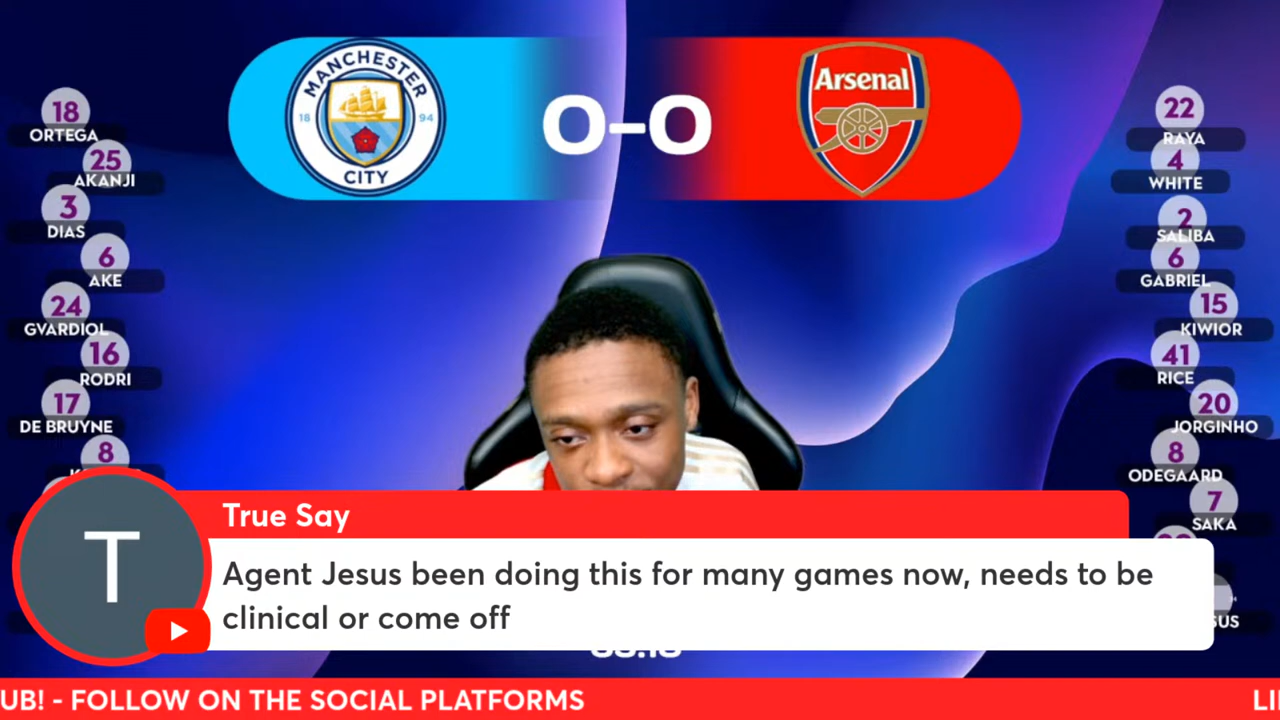 MANCHESTER
18 94
CITY
0-0
Arsenal
18
ORTEGA
25
AKANJI
3
DIAS
6
AKE
24
GVARDIOL
16
RODRI
17
DE BRUYNE
8
22
RAYA
4
WHITE
2
SALIBA
6
GABRIEL
15
KIWIOR
41
RICE
20
JORGINHO
8
ODEGAARD
7
SAKA
T
True Say
Agent Jesus been doing this for many games now, needs to be
clinical or come off
UB! - FOLLOW ON THE SOCIAL PLATFORMS